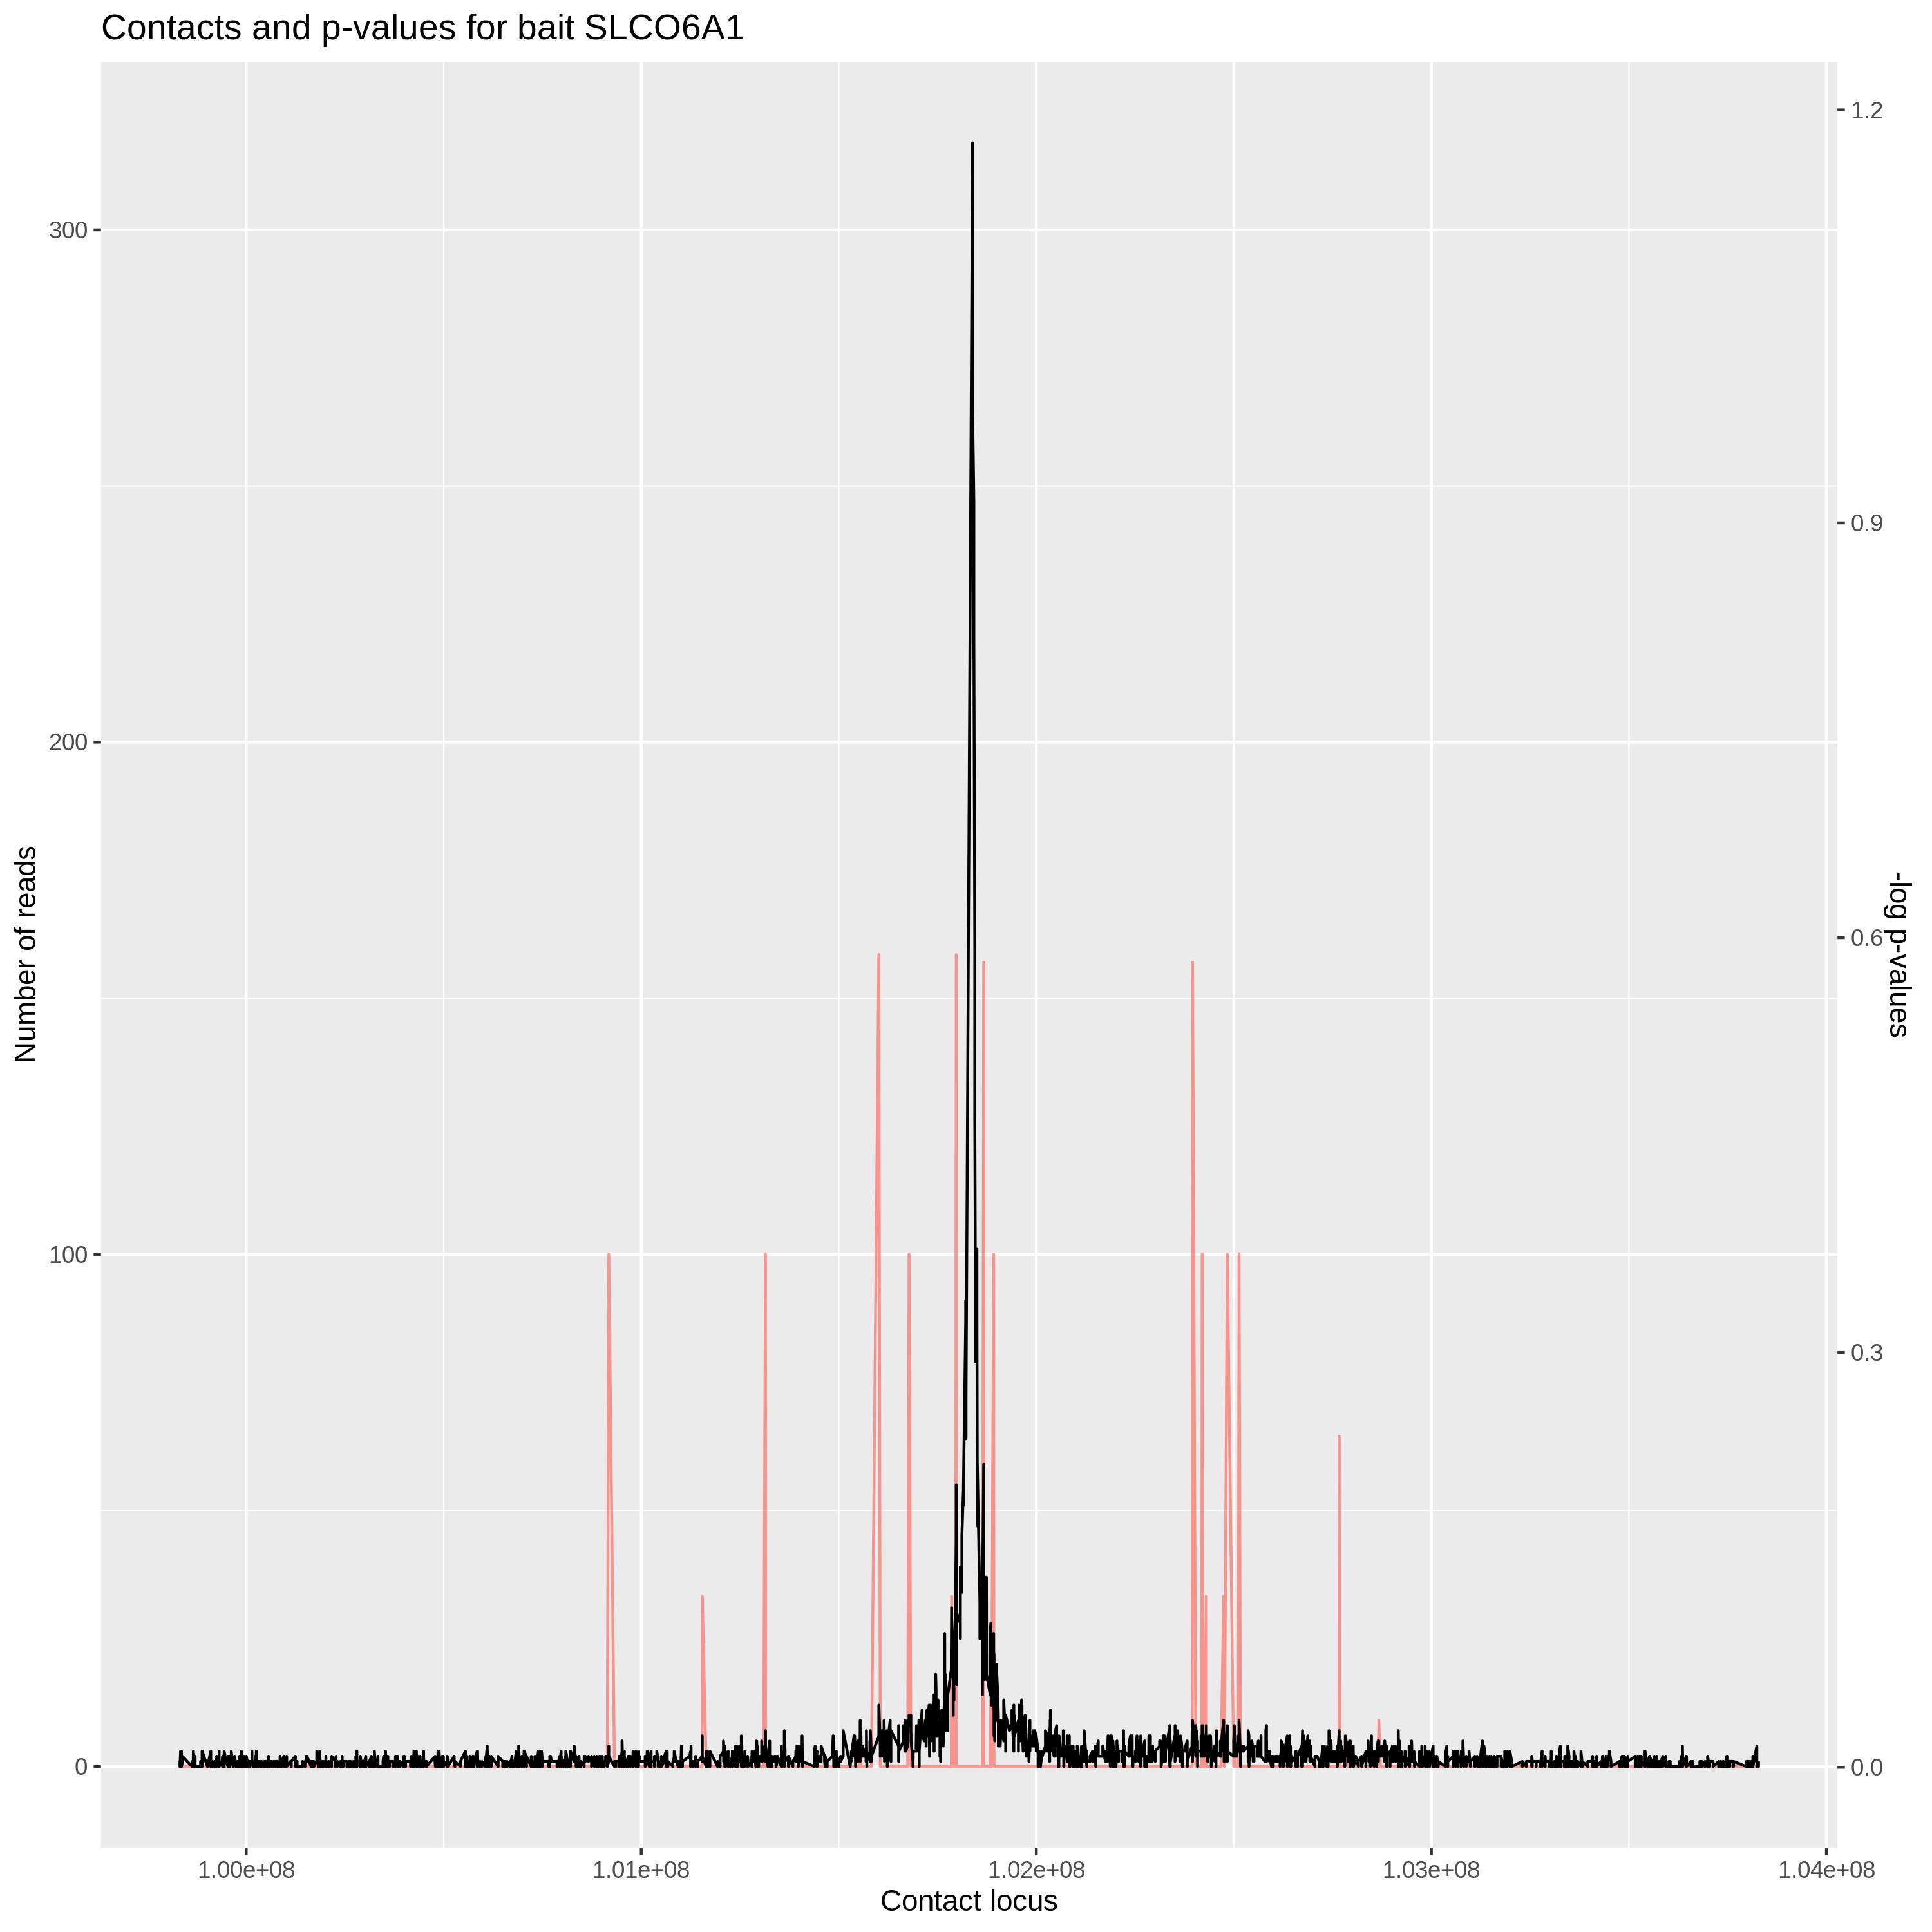 Contacts and p-values for bait SLCO6A1
Number of reads
300
200
100
0
1.2
0.9
0.6
0.3
0.0
-log p-values
1.00e+08
1.01e+08
1.02e+08
1.03e+08
1.04e+08
Contact locus